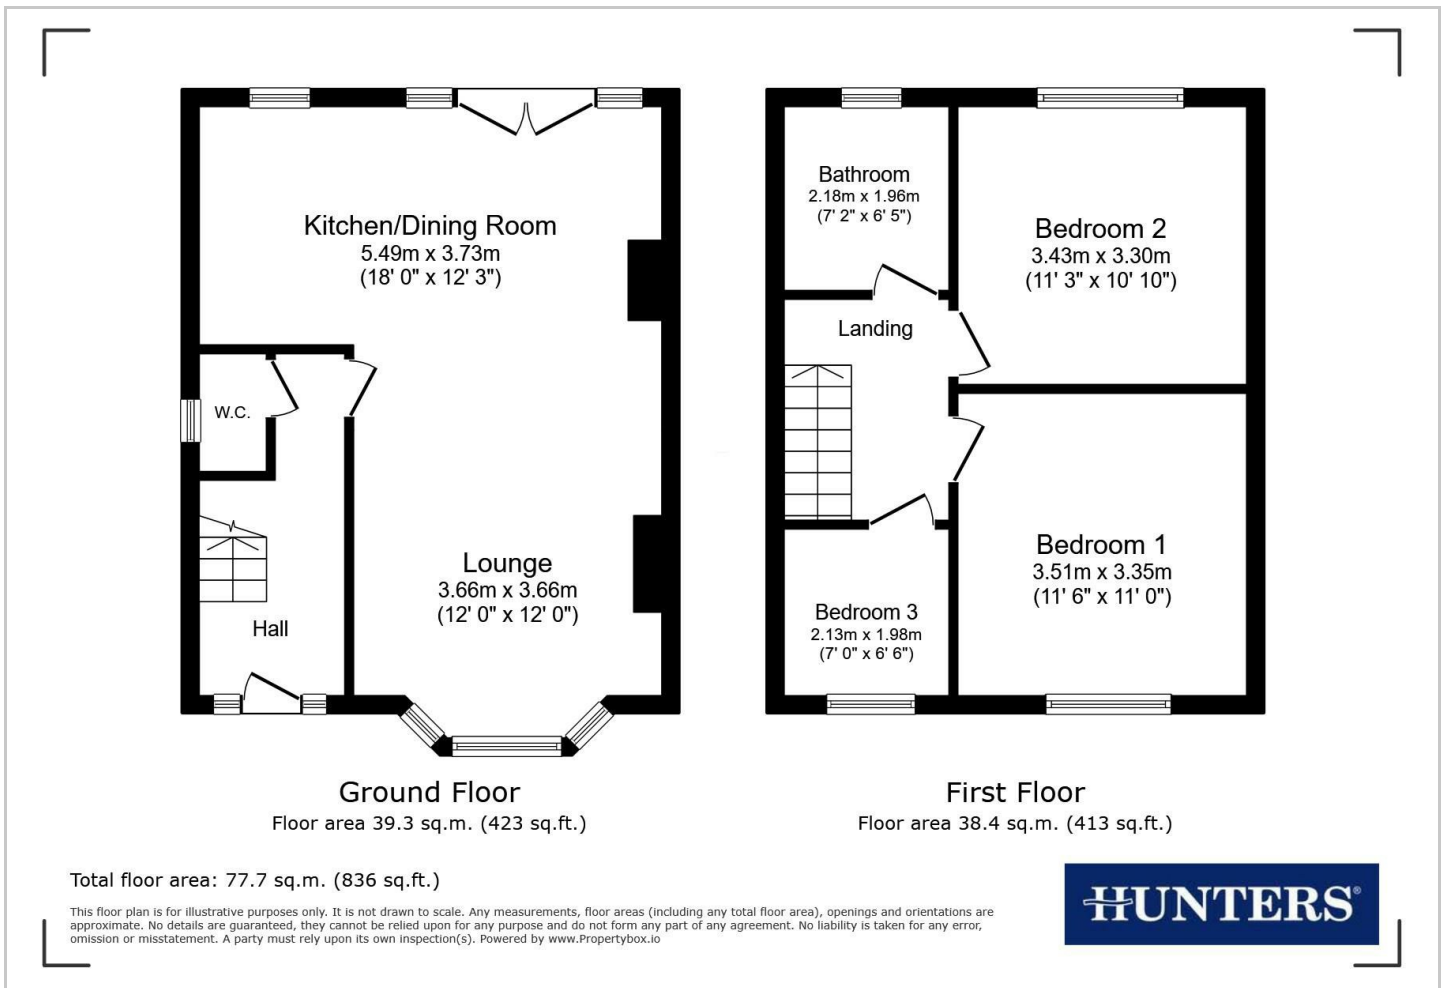 Kitchen/Dining Room
5.49m x 3.73m
(18' 0" x 12' 3")
W.C.
Lounge
3.66m x 3.66m
(12' 0" x 12' 0")
Hall
Bathroom
2.18m x 1.96m
(7' 2" x 6' 5")
Bedroom 2
3.43m x 3.30m
(11' 3" x 10' 10")
Landing
Bedroom 1
3.51m x 3.35m
(11' 6" x 11' 0")
Bedroom 3
2.13m x 1.98m
(7' 0" x 6' 6")
Ground Floor
Floor area 39.3 sq.m. (423 sq.ft.)
First Floor
Floor area 38.4 sq.m. (413 sq.ft.)
Total floor area: 77.7 sq.m. (836 sq.ft.)
This floor plan is for illustrative purposes only. It is not drawn to scale. Any measurements, floor areas (including any total floor area), openings and orientations are
approximate. No details are guaranteed, they cannot be relied upon for any purpose and do not form any part of any agreement. No liability is taken for any error,
omission or misstatement. A party must rely upon its own inspection(s). Powered by www.Propertybox.io
HUNTERS®